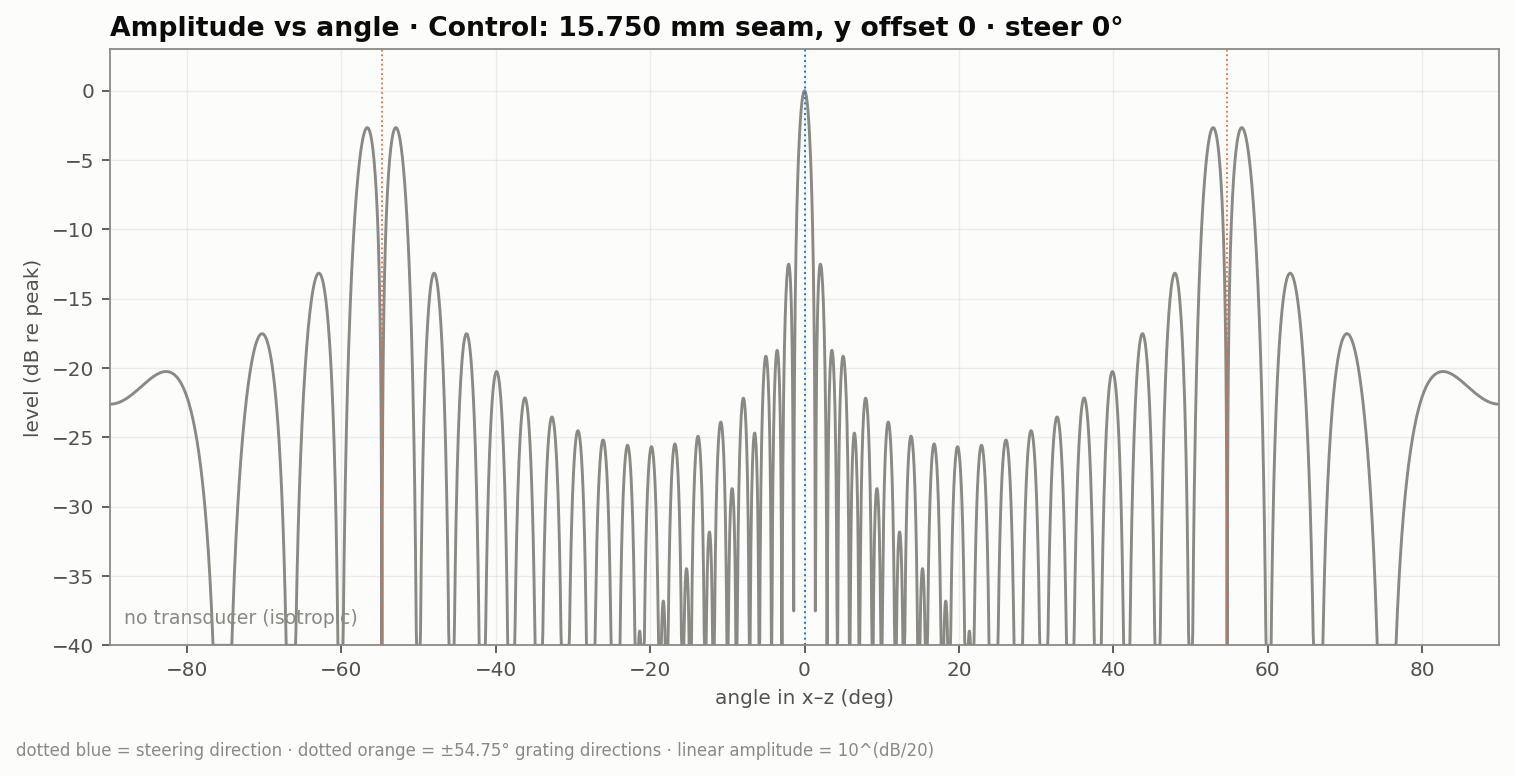 Amplitude vs angle · Control: 15.750 mm seam, y offset 0 · steer 0°
level (dB re peak)
0
−5
−10
−15
−20
−25
−30
−35
−40
no transducer (isotropic)
−80 −60 −40 −20 0 20 40 60 80
angle in x–z (deg)
dotted blue = steering direction · dotted orange = ±54.75° grating directions · linear amplitude = 10^(dB/20)